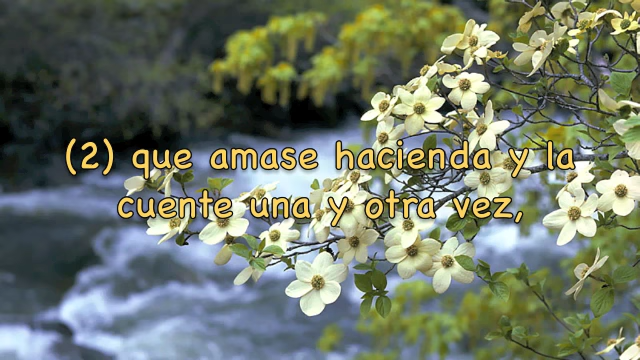 (2) que amase hacienda y la
cuente una y otra vez,